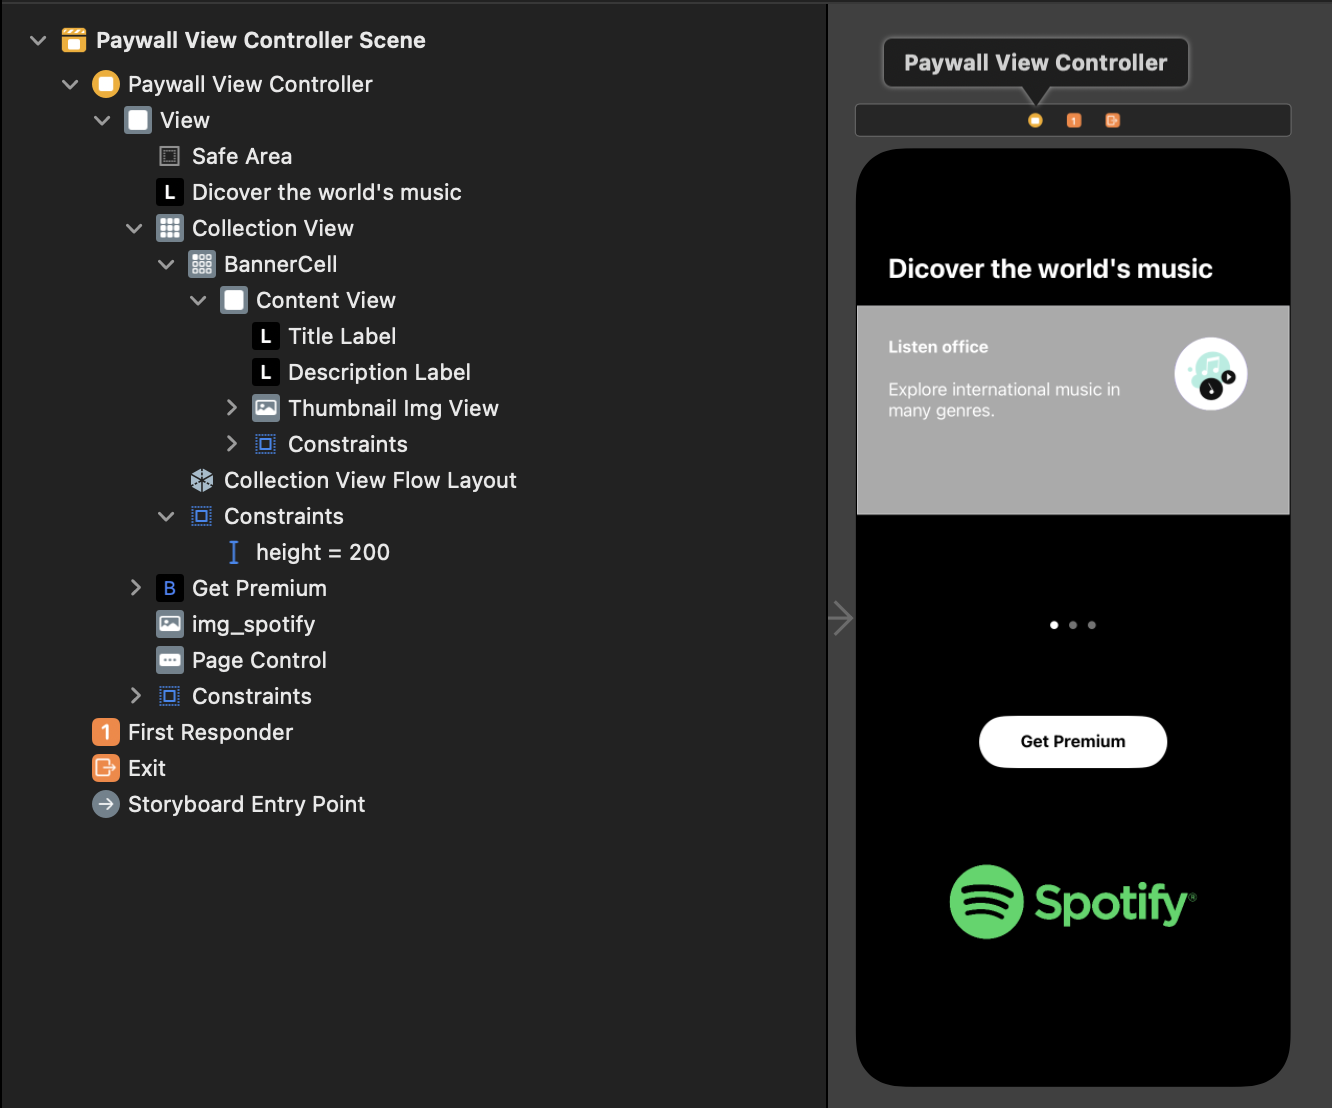 Paywall View Controller Scene
Paywall View Controller
View
Safe Area
L Dicover the world's music
Collection View
BannerCell
Content View
L Title Label
L Description Label
Thumbnail Img View
Constraints
Collection View Flow Layout
Constraints
height = 200
B Get Premium
img_spotify
Page Control
Constraints
1 First Responder
Exit
Storyboard Entry Point
Paywall View Controller
1
Dicover the world's music
Listen office
Explore international music in
many genres.
Get Premium
Spotify®